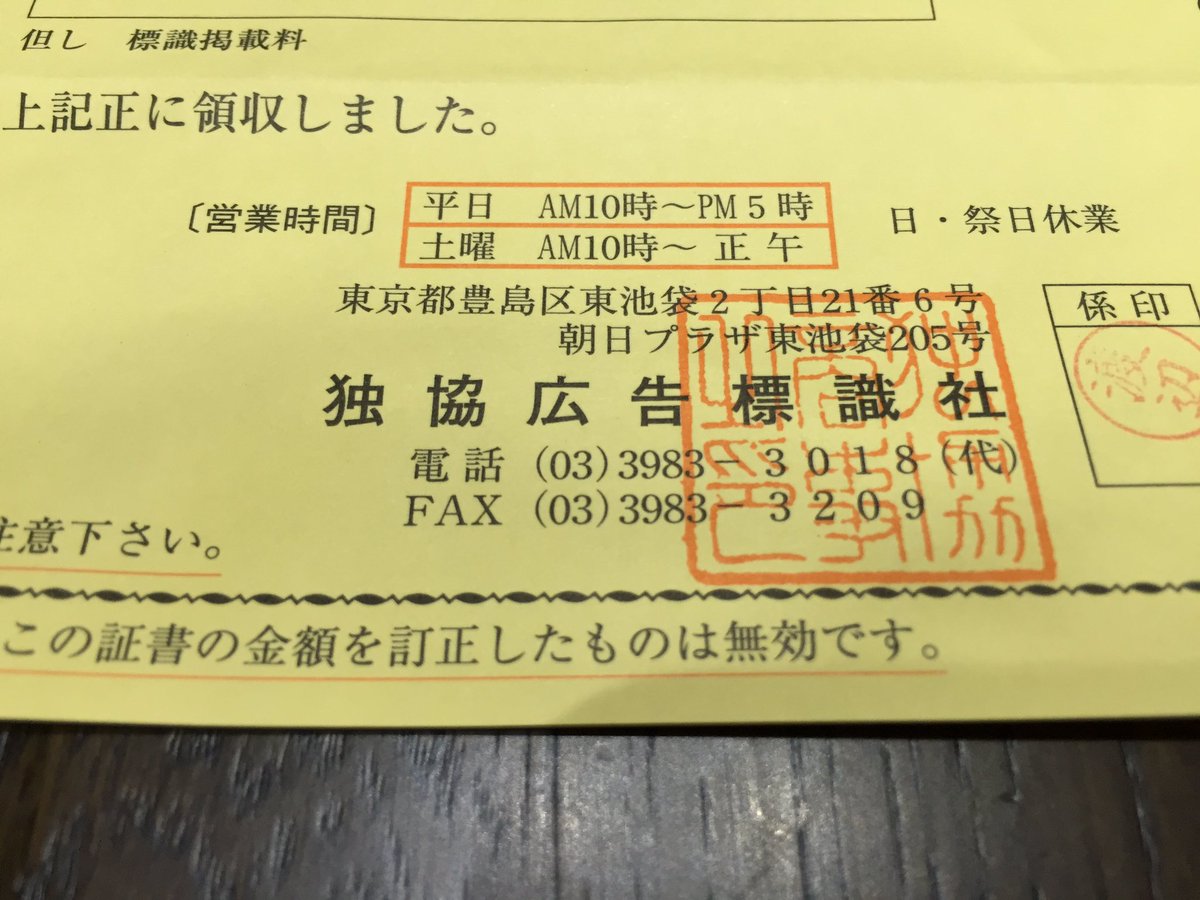 但し 標識掲載料
上記正に領収しました。
〔営業時間〕
平日 AM10時〜PM5時
土曜 AM10時〜正午
日・祭日休業
東京都豊島区東池袋2丁目21番6号
朝日プラザ東池袋205号
独協広告標識社
電話 (03)3983-3018(代)
FAX (03)3983-3209
係印
渡辺
注意下さい。
この証書の金額を訂正したものは無効です。